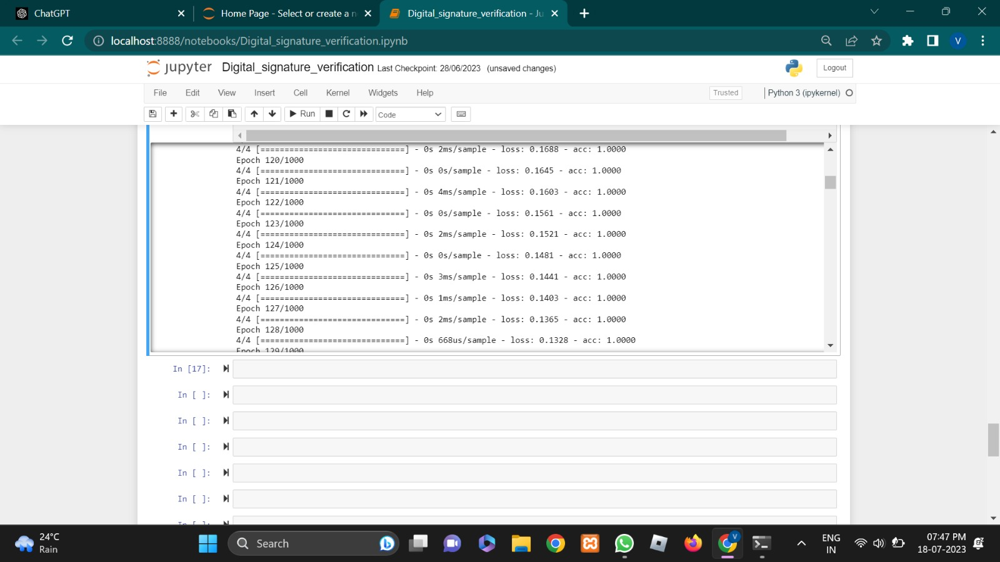 ChatGPT
Home Page - Select or create a n
Digital_signature_verification - Ju
localhost:8888/notebooks/Digital_signature_verification.ipynb
V
jupyter Digital_signature_verification Last Checkpoint: 28/06/2023 (unsaved changes)
Logout
File Edit View Insert Cell Kernel Widgets Help
Trusted
Python 3 (ipykernel)
Run
Code
4/4 [==============================] - 0s 2ms/sample - loss: 0.1688 - acc: 1.0000
Epoch 120/1000
4/4 [==============================] - 0s 0s/sample - loss: 0.1645 - acc: 1.0000
Epoch 121/1000
4/4 [==============================] - 0s 4ms/sample - loss: 0.1603 - acc: 1.0000
Epoch 122/1000
4/4 [==============================] - 0s 0s/sample - loss: 0.1561 - acc: 1.0000
Epoch 123/1000
4/4 [==============================] - 0s 2ms/sample - loss: 0.1521 - acc: 1.0000
Epoch 124/1000
4/4 [==============================] - 0s 0s/sample - loss: 0.1481 - acc: 1.0000
Epoch 125/1000
4/4 [==============================] - 0s 3ms/sample - loss: 0.1441 - acc: 1.0000
Epoch 126/1000
4/4 [==============================] - 0s 1ms/sample - loss: 0.1403 - acc: 1.0000
Epoch 127/1000
4/4 [==============================] - 0s 2ms/sample - loss: 0.1365 - acc: 1.0000
Epoch 128/1000
4/4 [==============================] - 0s 668us/sample - loss: 0.1328 - acc: 1.0000
Epoch 129/1000
In [17]:
In [ ]:
In [ ]:
In [ ]:
In [ ]:
In [ ]:
In [ ]:
24°C
Rain
Search
V
ENG
IN
07:47 PM
18-07-2023